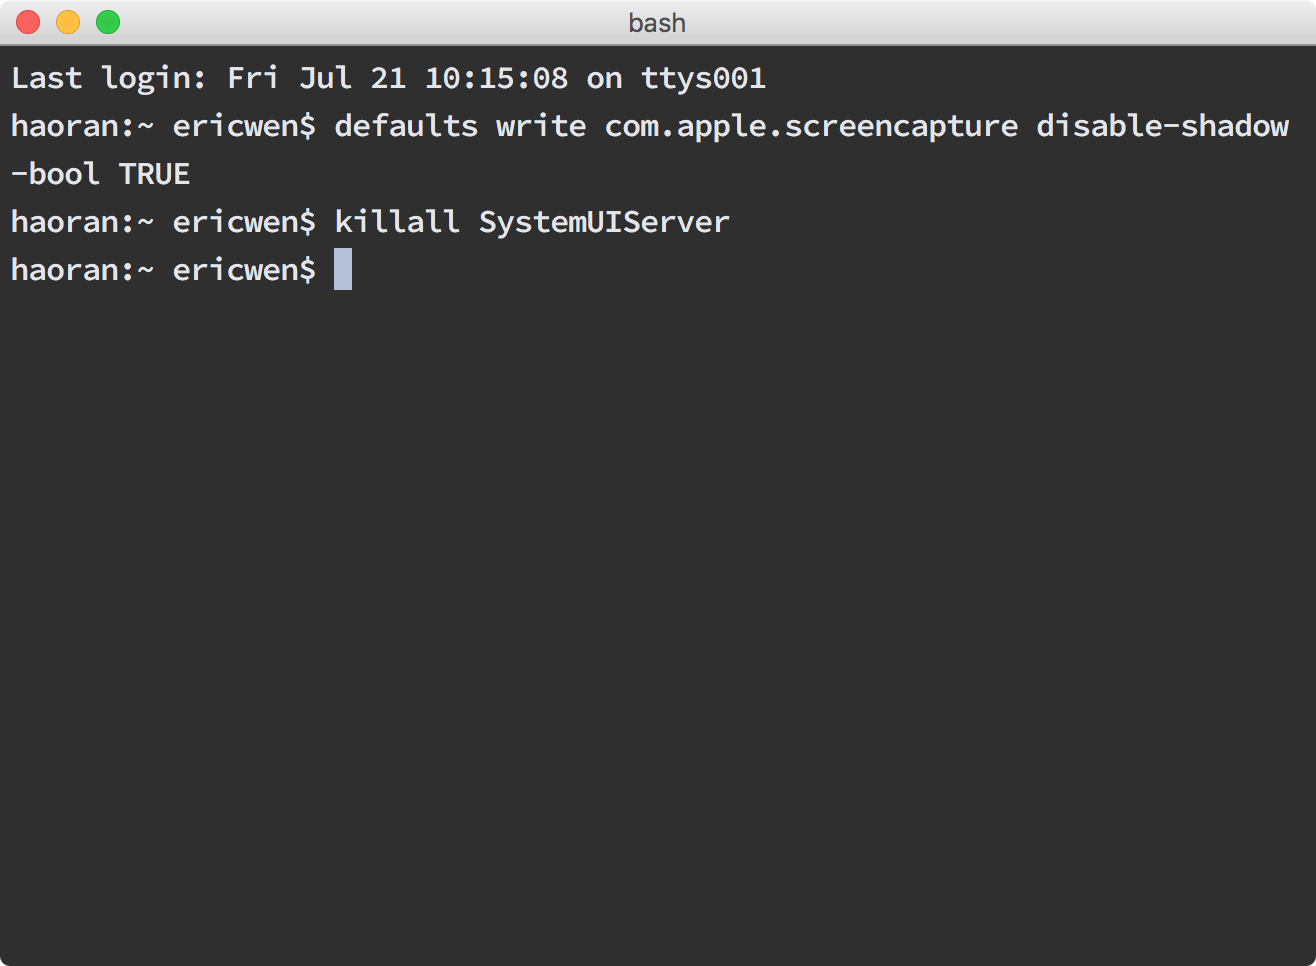 bash
Last login: Fri Jul 21 10:15:08 on ttys001
haoran:~ ericwen$ defaults write com.apple.screencapture disable-shadow
-bool TRUE
haoran:~ ericwen$ killall SystemUIServer
haoran:~ ericwen$